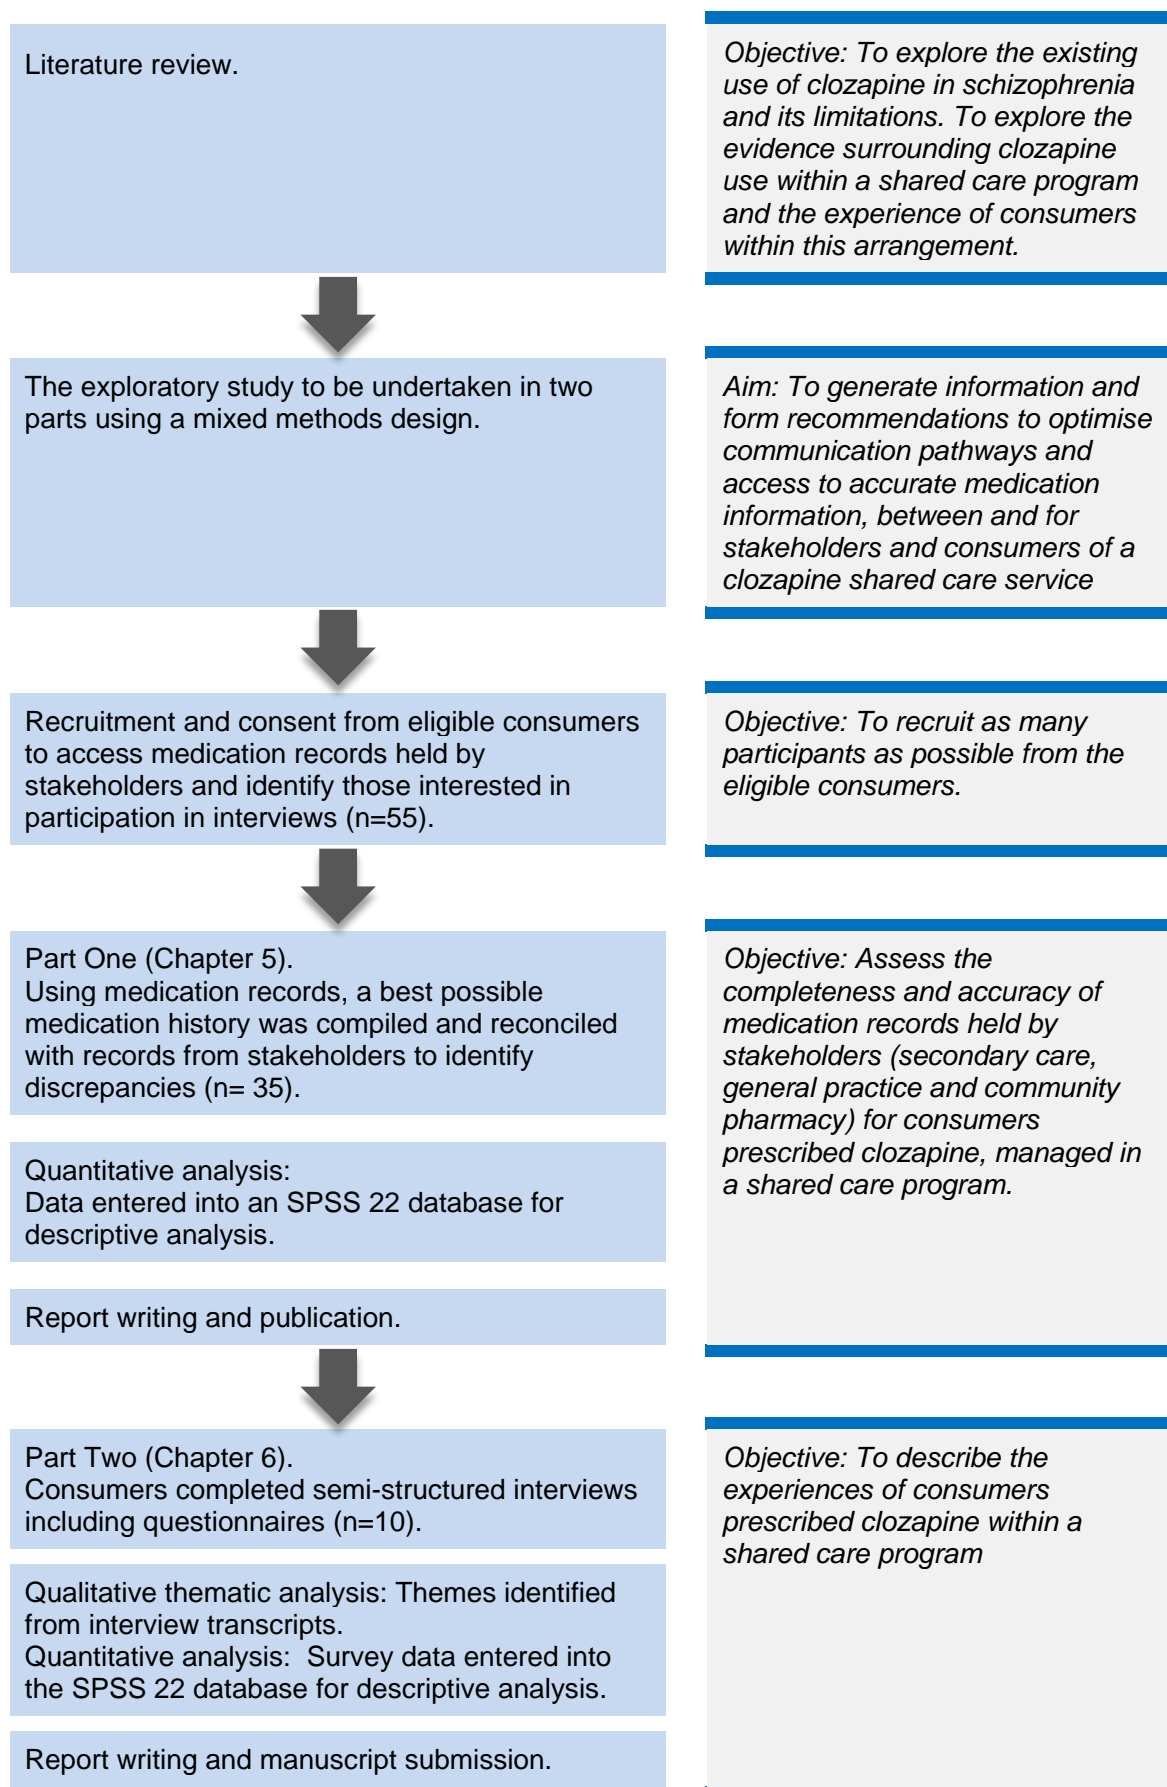 Literature review.
Objective: To explore the existing
use of clozapine in schizophrenia
and its limitations. To explore the
evidence surrounding clozapine
use within a shared care program
and the experience of consumers
within this arrangement.
The exploratory study to be undertaken in two
parts using a mixed methods design.
Aim: To generate information and
form recommendations to optimise
communication pathways and
access to accurate medication
information, between and for
stakeholders and consumers of a
clozapine shared care service
Recruitment and consent from eligible consumers
to access medication records held by
stakeholders and identify those interested in
participation in interviews (n=55).
Objective: To recruit as many
participants as possible from the
eligible consumers.
Part One (Chapter 5).
Using medication records, a best possible
medication history was compiled and reconciled
with records from stakeholders to identify
discrepancies (n= 35).
Quantitative analysis:
Data entered into an SPSS 22 database for
descriptive analysis.
Report writing and publication.
Objective: Assess the
completeness and accuracy of
medication records held by
stakeholders (secondary care,
general practice and community
pharmacy) for consumers
prescribed clozapine, managed in
a shared care program.
Part Two (Chapter 6).
Consumers completed semi-structured interviews
including questionnaires (n=10).
Qualitative thematic analysis: Themes identified
from interview transcripts.
Quantitative analysis:  Survey data entered into
the SPSS 22 database for descriptive analysis.
Report writing and manuscript submission.
Objective: To describe the
experiences of consumers
prescribed clozapine within a
shared care program